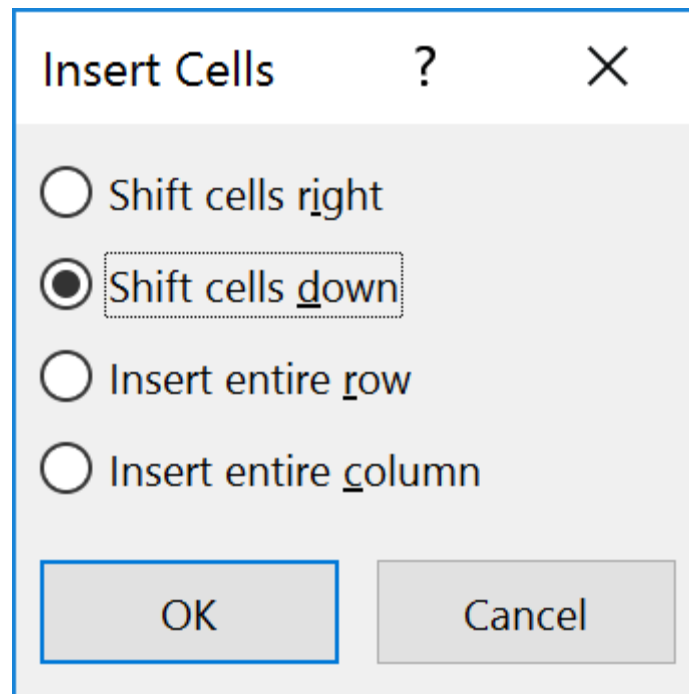 Insert Cells ?
Shift cells right
Shift cells down
Insert entire row
Insert entire column
OK Cancel